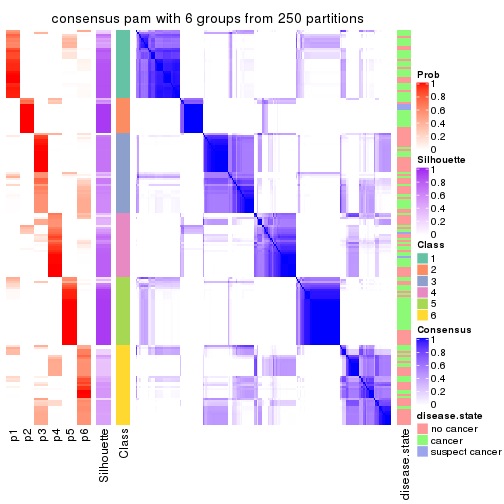 consensus pam with 6 groups from 250 partitions
Prob
1
0.8
0.6
0.4
0.2
0
Silhouette
1
0.8
0.6
0.4
0.2
0
Class
1
2
3
4
5
6
Consensus
1
0.8
0.6
0.4
0.2
0
disease.state
no cancer
cancer
suspect cancer
p1
p2
p3
p4
p5
p6
Silhouette
Class
disease.state